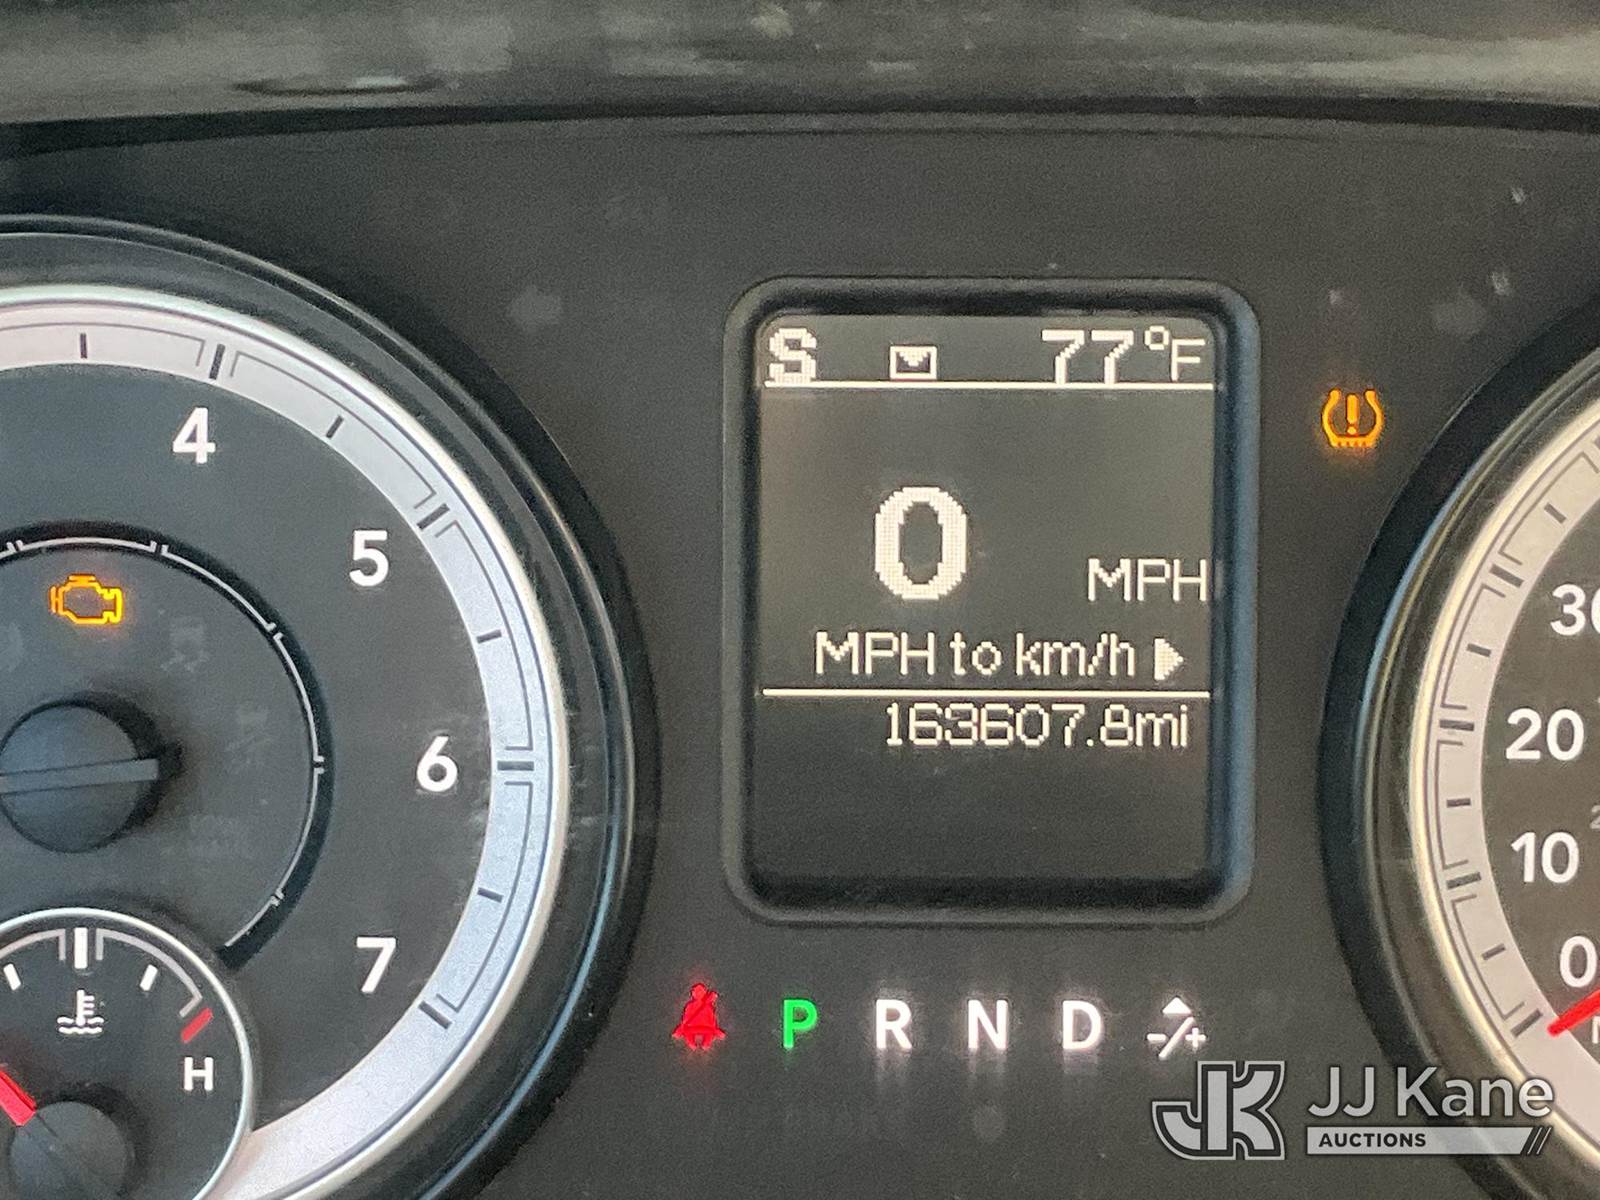 S 77°F
4
5
6
7
H
0 MPH
MPH to km/h
163607.8mi
P R N D -/+
30
20
10
0
JK JJ Kane
AUCTIONS